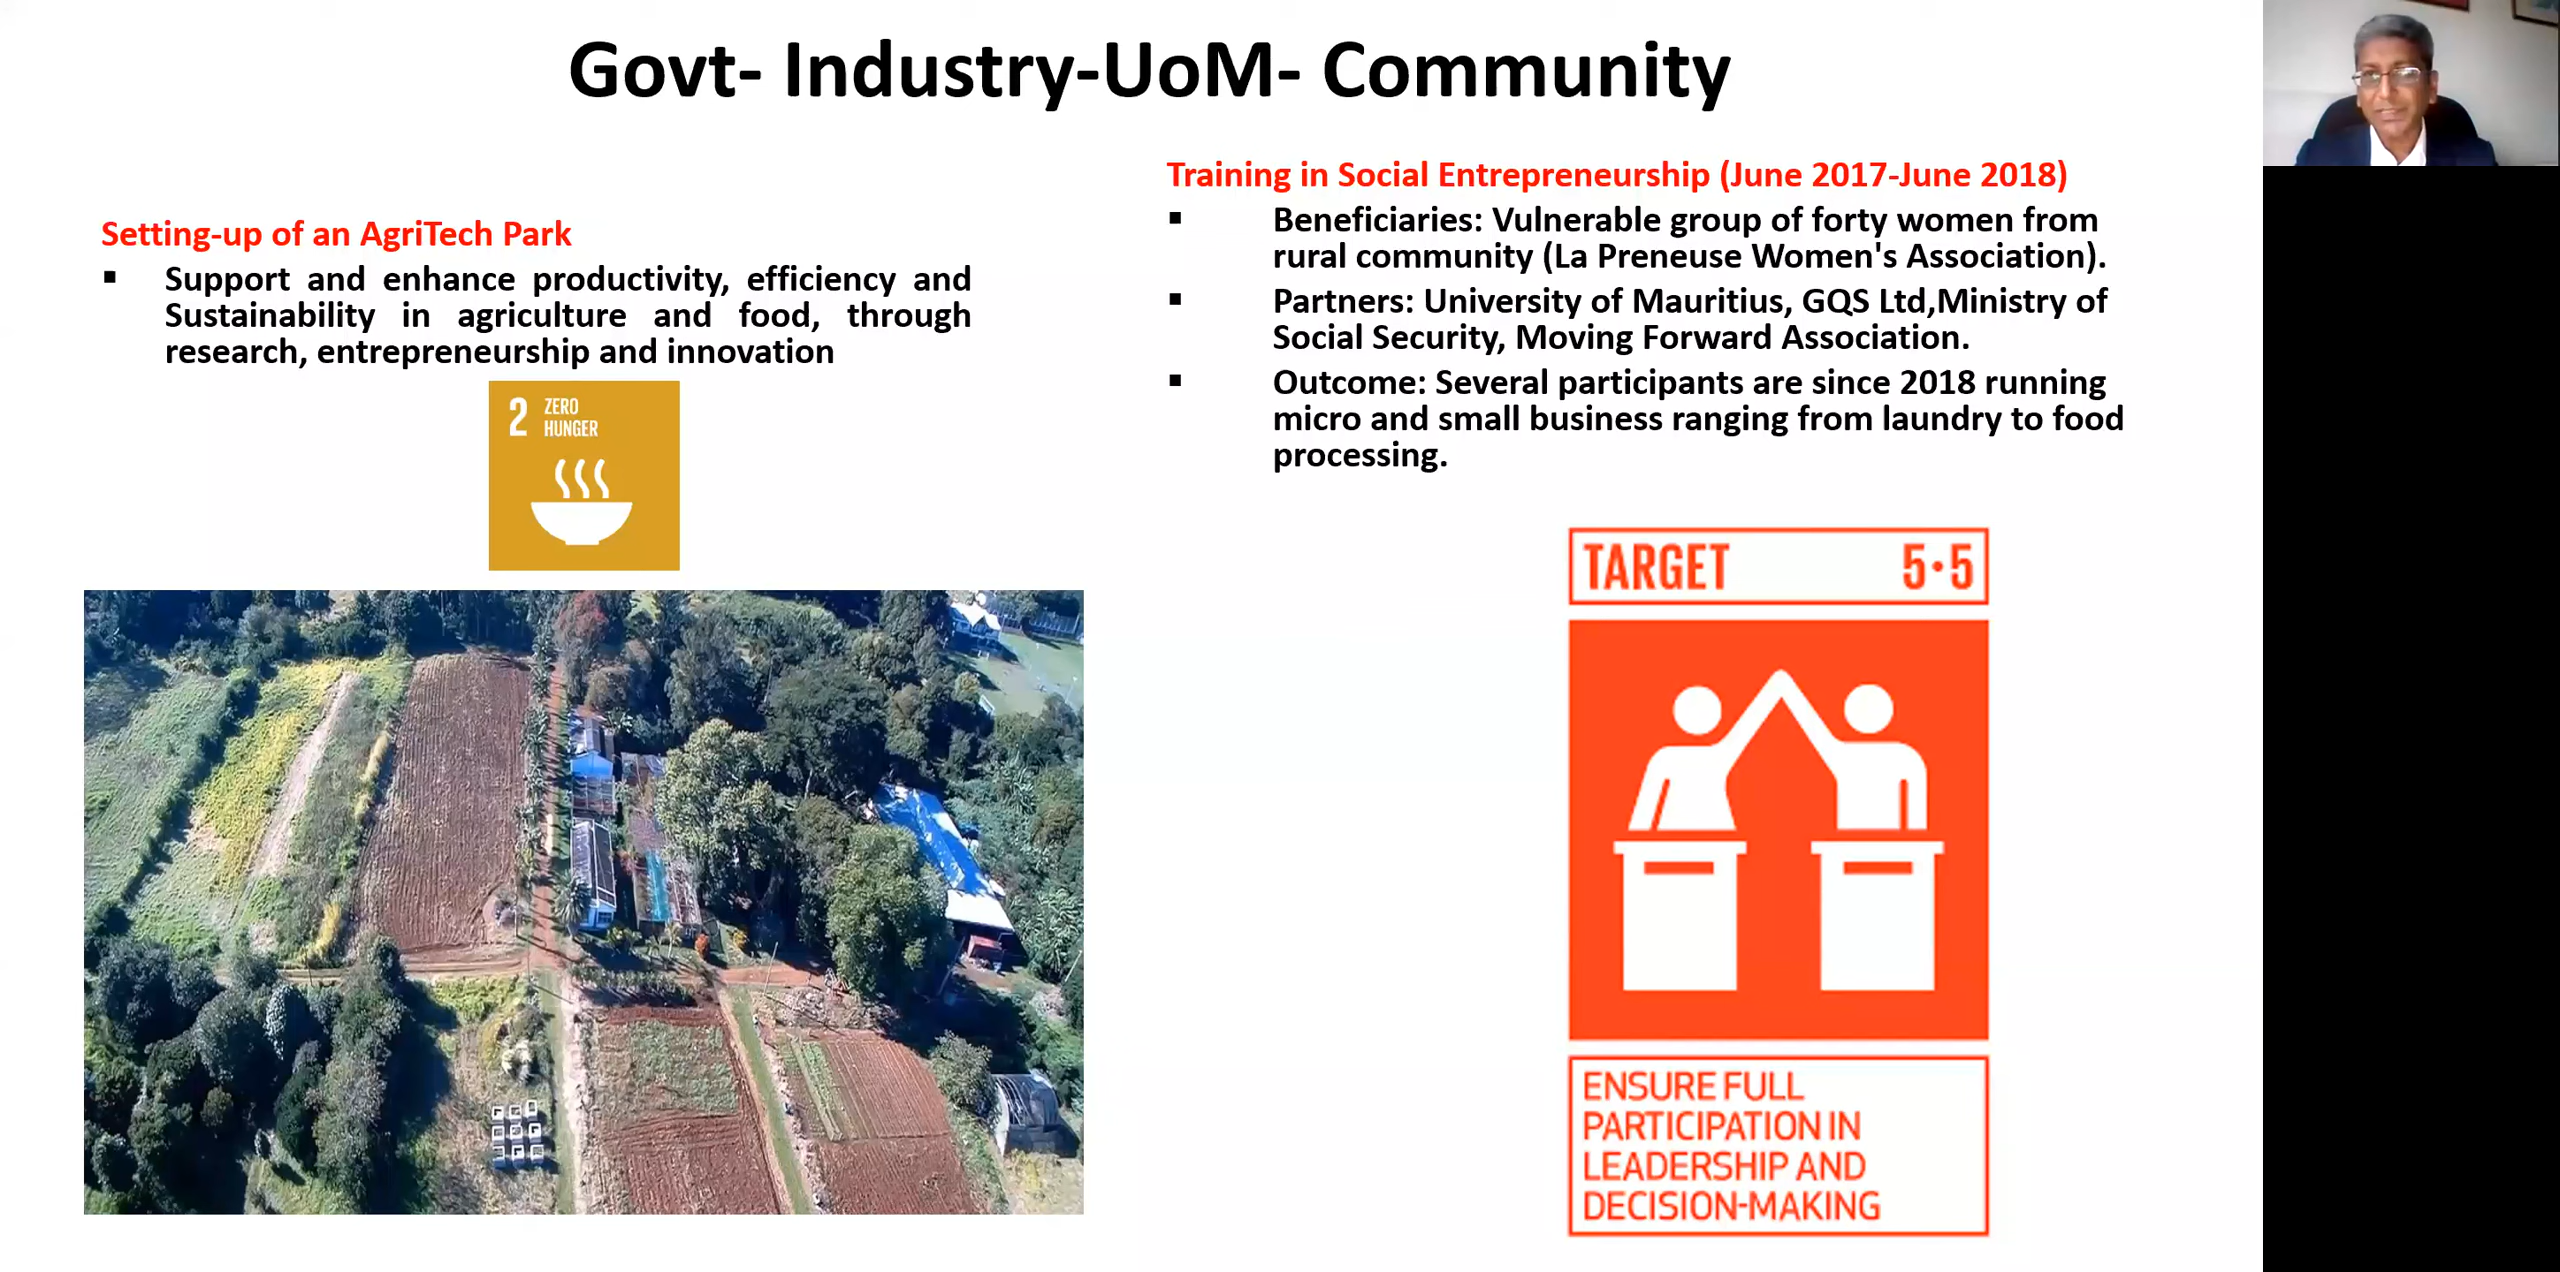 Govt- Industry-UoM- Community
Setting-up of an AgriTech Park
▪ Support and enhance productivity, efficiency and
Sustainability in agriculture and food, through
research, entrepreneurship and innovation
2 ZERO
HUNGER
Training in Social Entrepreneurship (June 2017-June 2018)
▪ Beneficiaries: Vulnerable group of forty women from
rural community (La Preneuse Women's Association).
▪ Partners: University of Mauritius, GQS Ltd,Ministry of
Social Security, Moving Forward Association.
▪ Outcome: Several participants are since 2018 running
micro and small business ranging from laundry to food
processing.
TARGET 5·5
ENSURE FULL
PARTICIPATION IN
LEADERSHIP AND
DECISION-MAKING